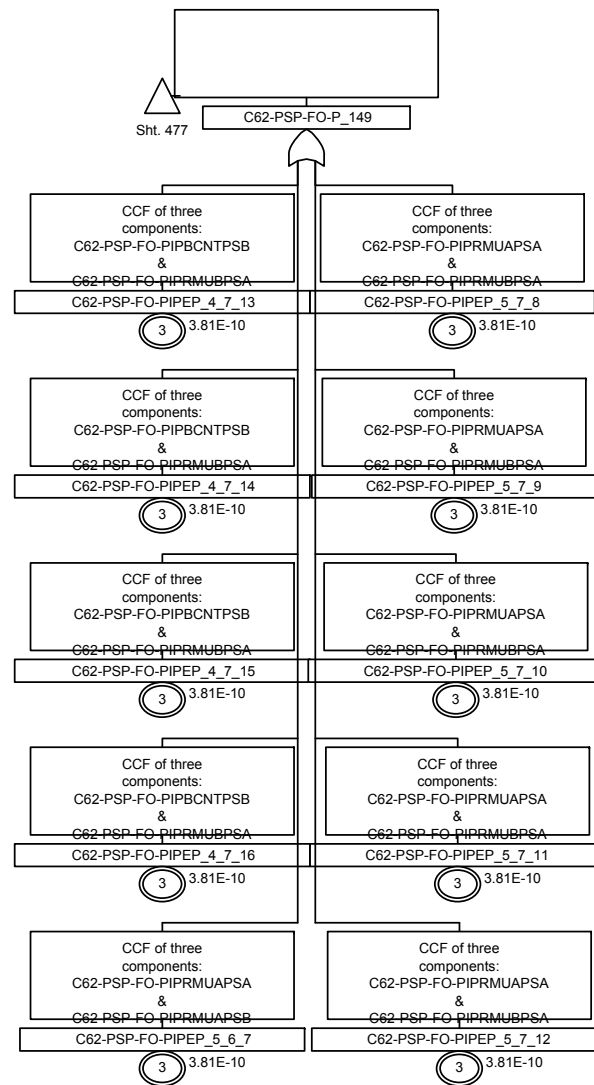 Sht. 477
C62-PSP-FO-P_149
CCF of three
components:
C62-PSP-FO-PIPBCNTPSB
&
C62-PSP-FO-PIPRMUBPSA
C62-PSP-FO-PIPEP_4_7_13
3
3.81E-10
CCF of three
components:
C62-PSP-FO-PIPRMUAPSA
&
C62-PSP-FO-PIPRMUBPSA
C62-PSP-FO-PIPEP_5_7_8
3
3.81E-10
CCF of three
components:
C62-PSP-FO-PIPBCNTPSB
&
C62-PSP-FO-PIPRMUBPSA
C62-PSP-FO-PIPEP_4_7_14
3
3.81E-10
CCF of three
components:
C62-PSP-FO-PIPRMUAPSA
&
C62-PSP-FO-PIPRMUBPSA
C62-PSP-FO-PIPEP_5_7_9
3
3.81E-10
CCF of three
components:
C62-PSP-FO-PIPBCNTPSB
&
C62-PSP-FO-PIPRMUBPSA
C62-PSP-FO-PIPEP_4_7_15
3
3.81E-10
CCF of three
components:
C62-PSP-FO-PIPRMUAPSA
&
C62-PSP-FO-PIPRMUBPSA
C62-PSP-FO-PIPEP_5_7_10
3
3.81E-10
CCF of three
components:
C62-PSP-FO-PIPBCNTPSB
&
C62-PSP-FO-PIPRMUBPSA
C62-PSP-FO-PIPEP_4_7_16
3
3.81E-10
CCF of three
components:
C62-PSP-FO-PIPRMUAPSA
&
C62-PSP-FO-PIPRMUBPSA
C62-PSP-FO-PIPEP_5_7_11
3
3.81E-10
CCF of three
components:
C62-PSP-FO-PIPRMUAPSA
&
C62-PSP-FO-PIPRMUAPSB
C62-PSP-FO-PIPEP_5_6_7
3
3.81E-10
CCF of three
components:
C62-PSP-FO-PIPRMUAPSA
&
C62-PSP-FO-PIPRMUBPSA
C62-PSP-FO-PIPEP_5_7_12
3
3.81E-10